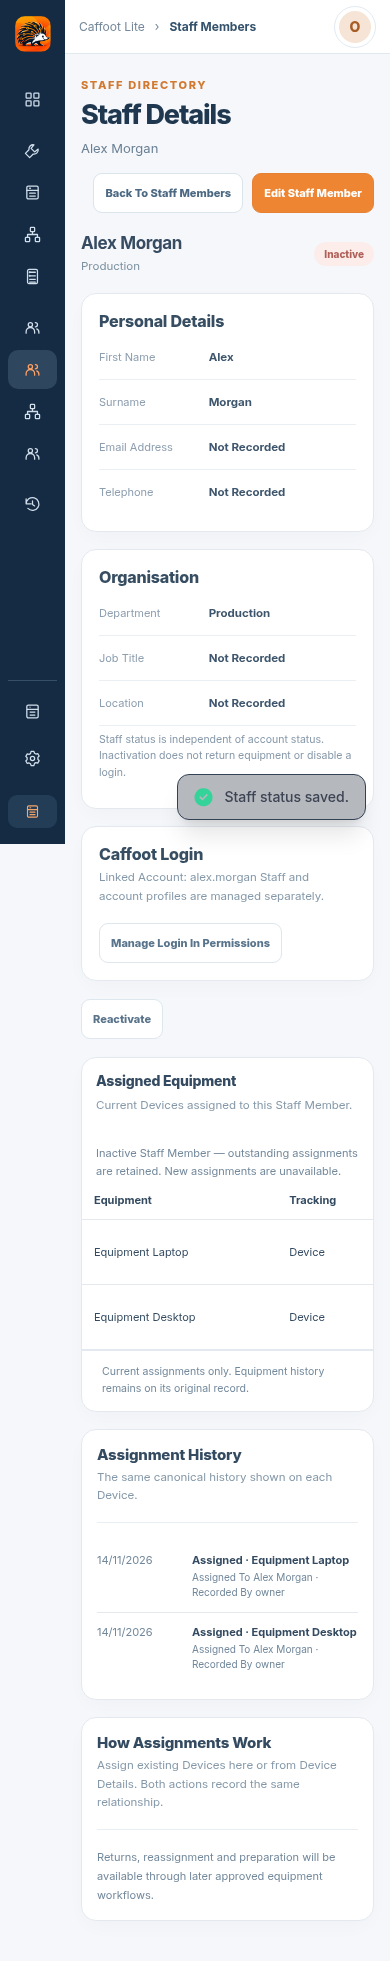 Caffoot Lite › Staff Members
O
STAFF DIRECTORY
Staff Details
Alex Morgan
Back To Staff Members
Edit Staff Member
Alex Morgan
Production
Inactive
Personal Details
First Name Alex
Surname Morgan
Email Address Not Recorded
Telephone Not Recorded
Organisation
Department Production
Job Title Not Recorded
Location Not Recorded
Staff status is independent of account status.
Inactivation does not return equipment or disable a
login.
Staff status saved.
Caffoot Login
Linked Account: alex.morgan Staff and
account profiles are managed separately.
Manage Login In Permissions
Reactivate
Assigned Equipment
Current Devices assigned to this Staff Member.
Inactive Staff Member — outstanding assignments
are retained. New assignments are unavailable.
Equipment Tracking
Equipment Laptop Device
Equipment Desktop Device
Current assignments only. Equipment history
remains on its original record.
Assignment History
The same canonical history shown on each
Device.
14/11/2026 Assigned · Equipment Laptop
Assigned To Alex Morgan ·
Recorded By owner
14/11/2026 Assigned · Equipment Desktop
Assigned To Alex Morgan ·
Recorded By owner
How Assignments Work
Assign existing Devices here or from Device
Details. Both actions record the same
relationship.
Returns, reassignment and preparation will be
available through later approved equipment
workflows.